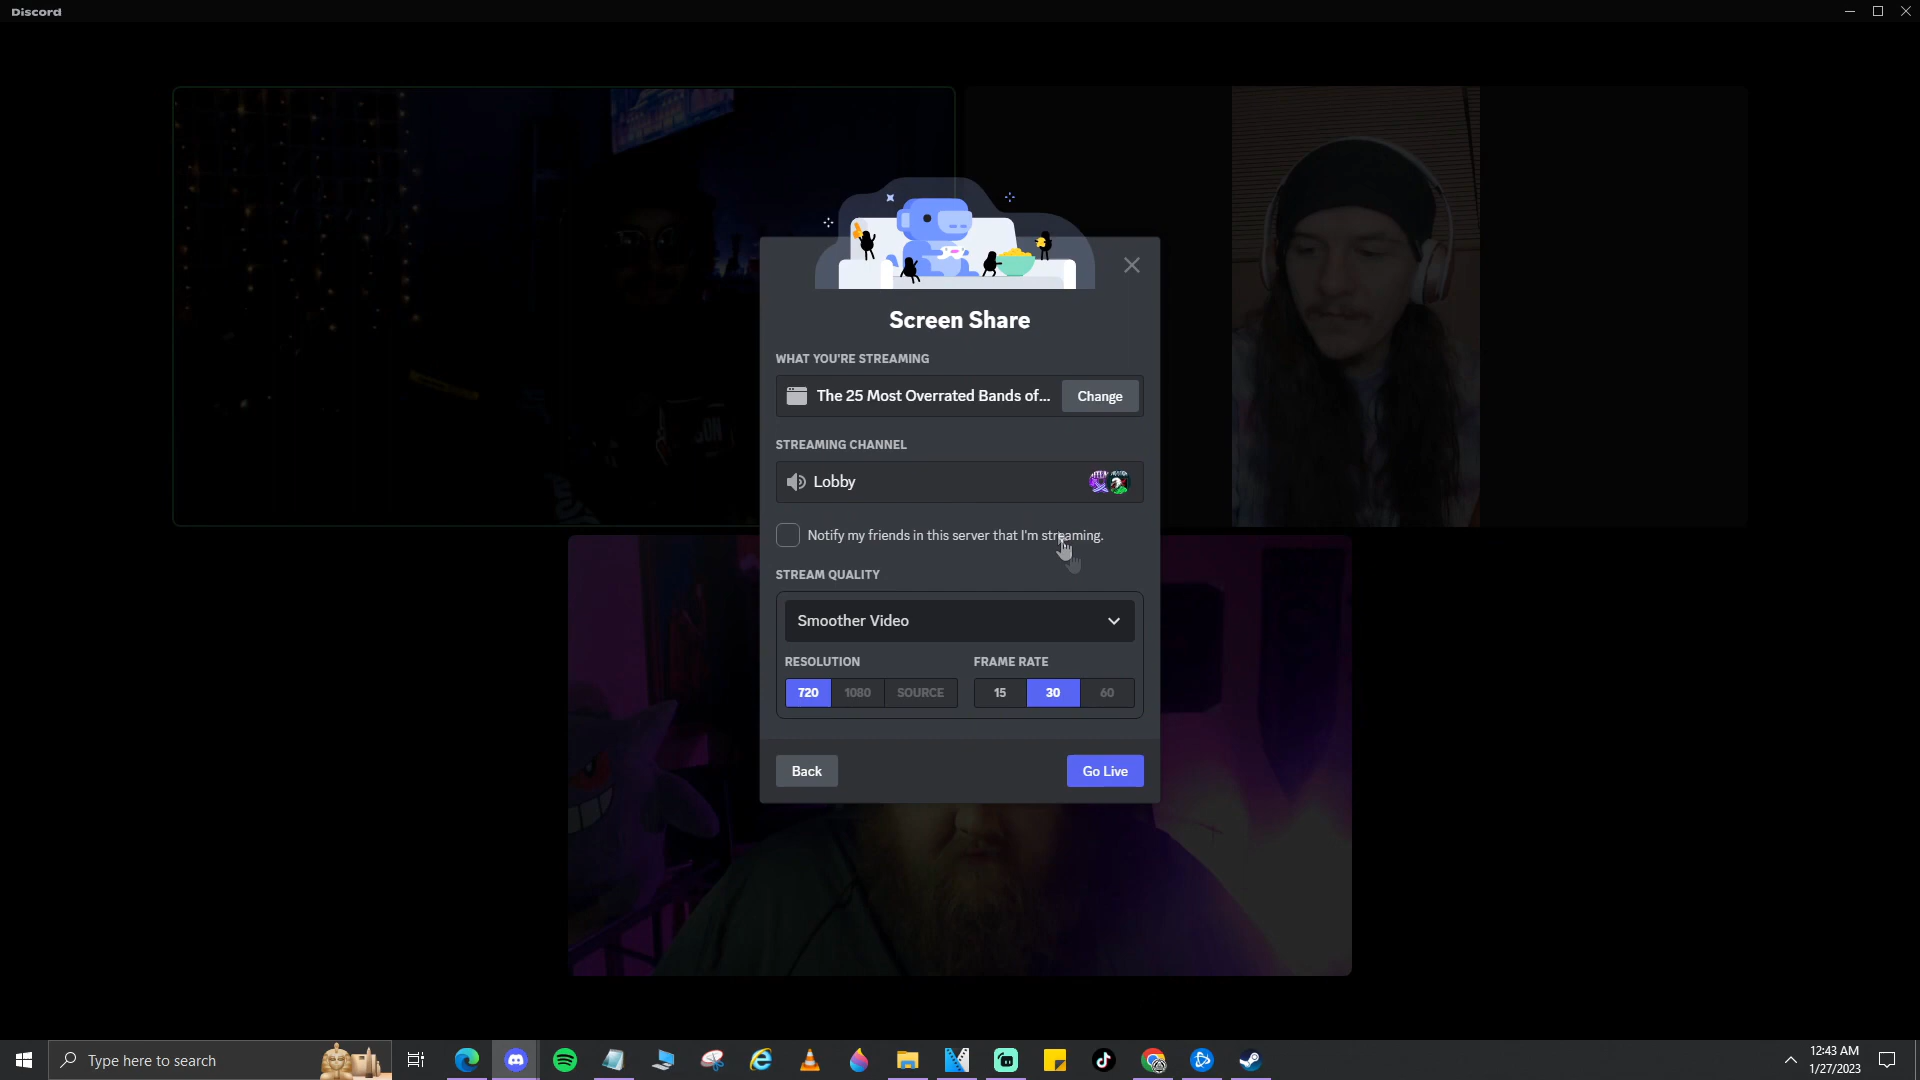 Discord
Screen Share
WHAT YOU'RE STREAMING
The 25 Most Overrated Bands of...
Change
STREAMING CHANNEL
Lobby
Notify my friends in this server that I'm streaming.
STREAM QUALITY
Smoother Video
RESOLUTION
FRAME RATE
720 1080 SOURCE
15 30 60
Back
Go Live
Type here to search
12:43 AM
1/27/2023